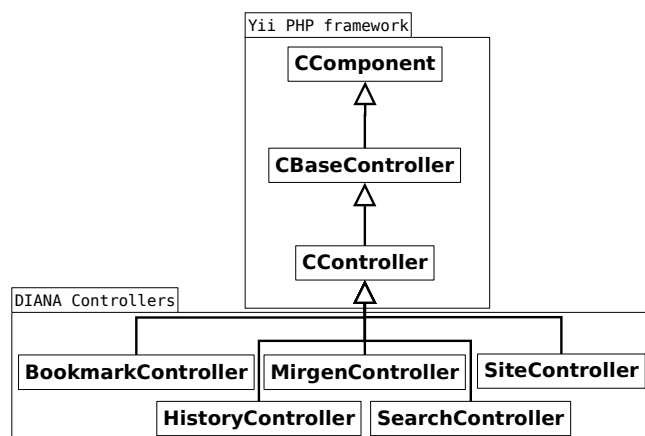 Yii PHP framework
CComponent
CBaseController
CController
DIANA Controllers
BookmarkController
MirgenController
SiteController
HistoryController
SearchController